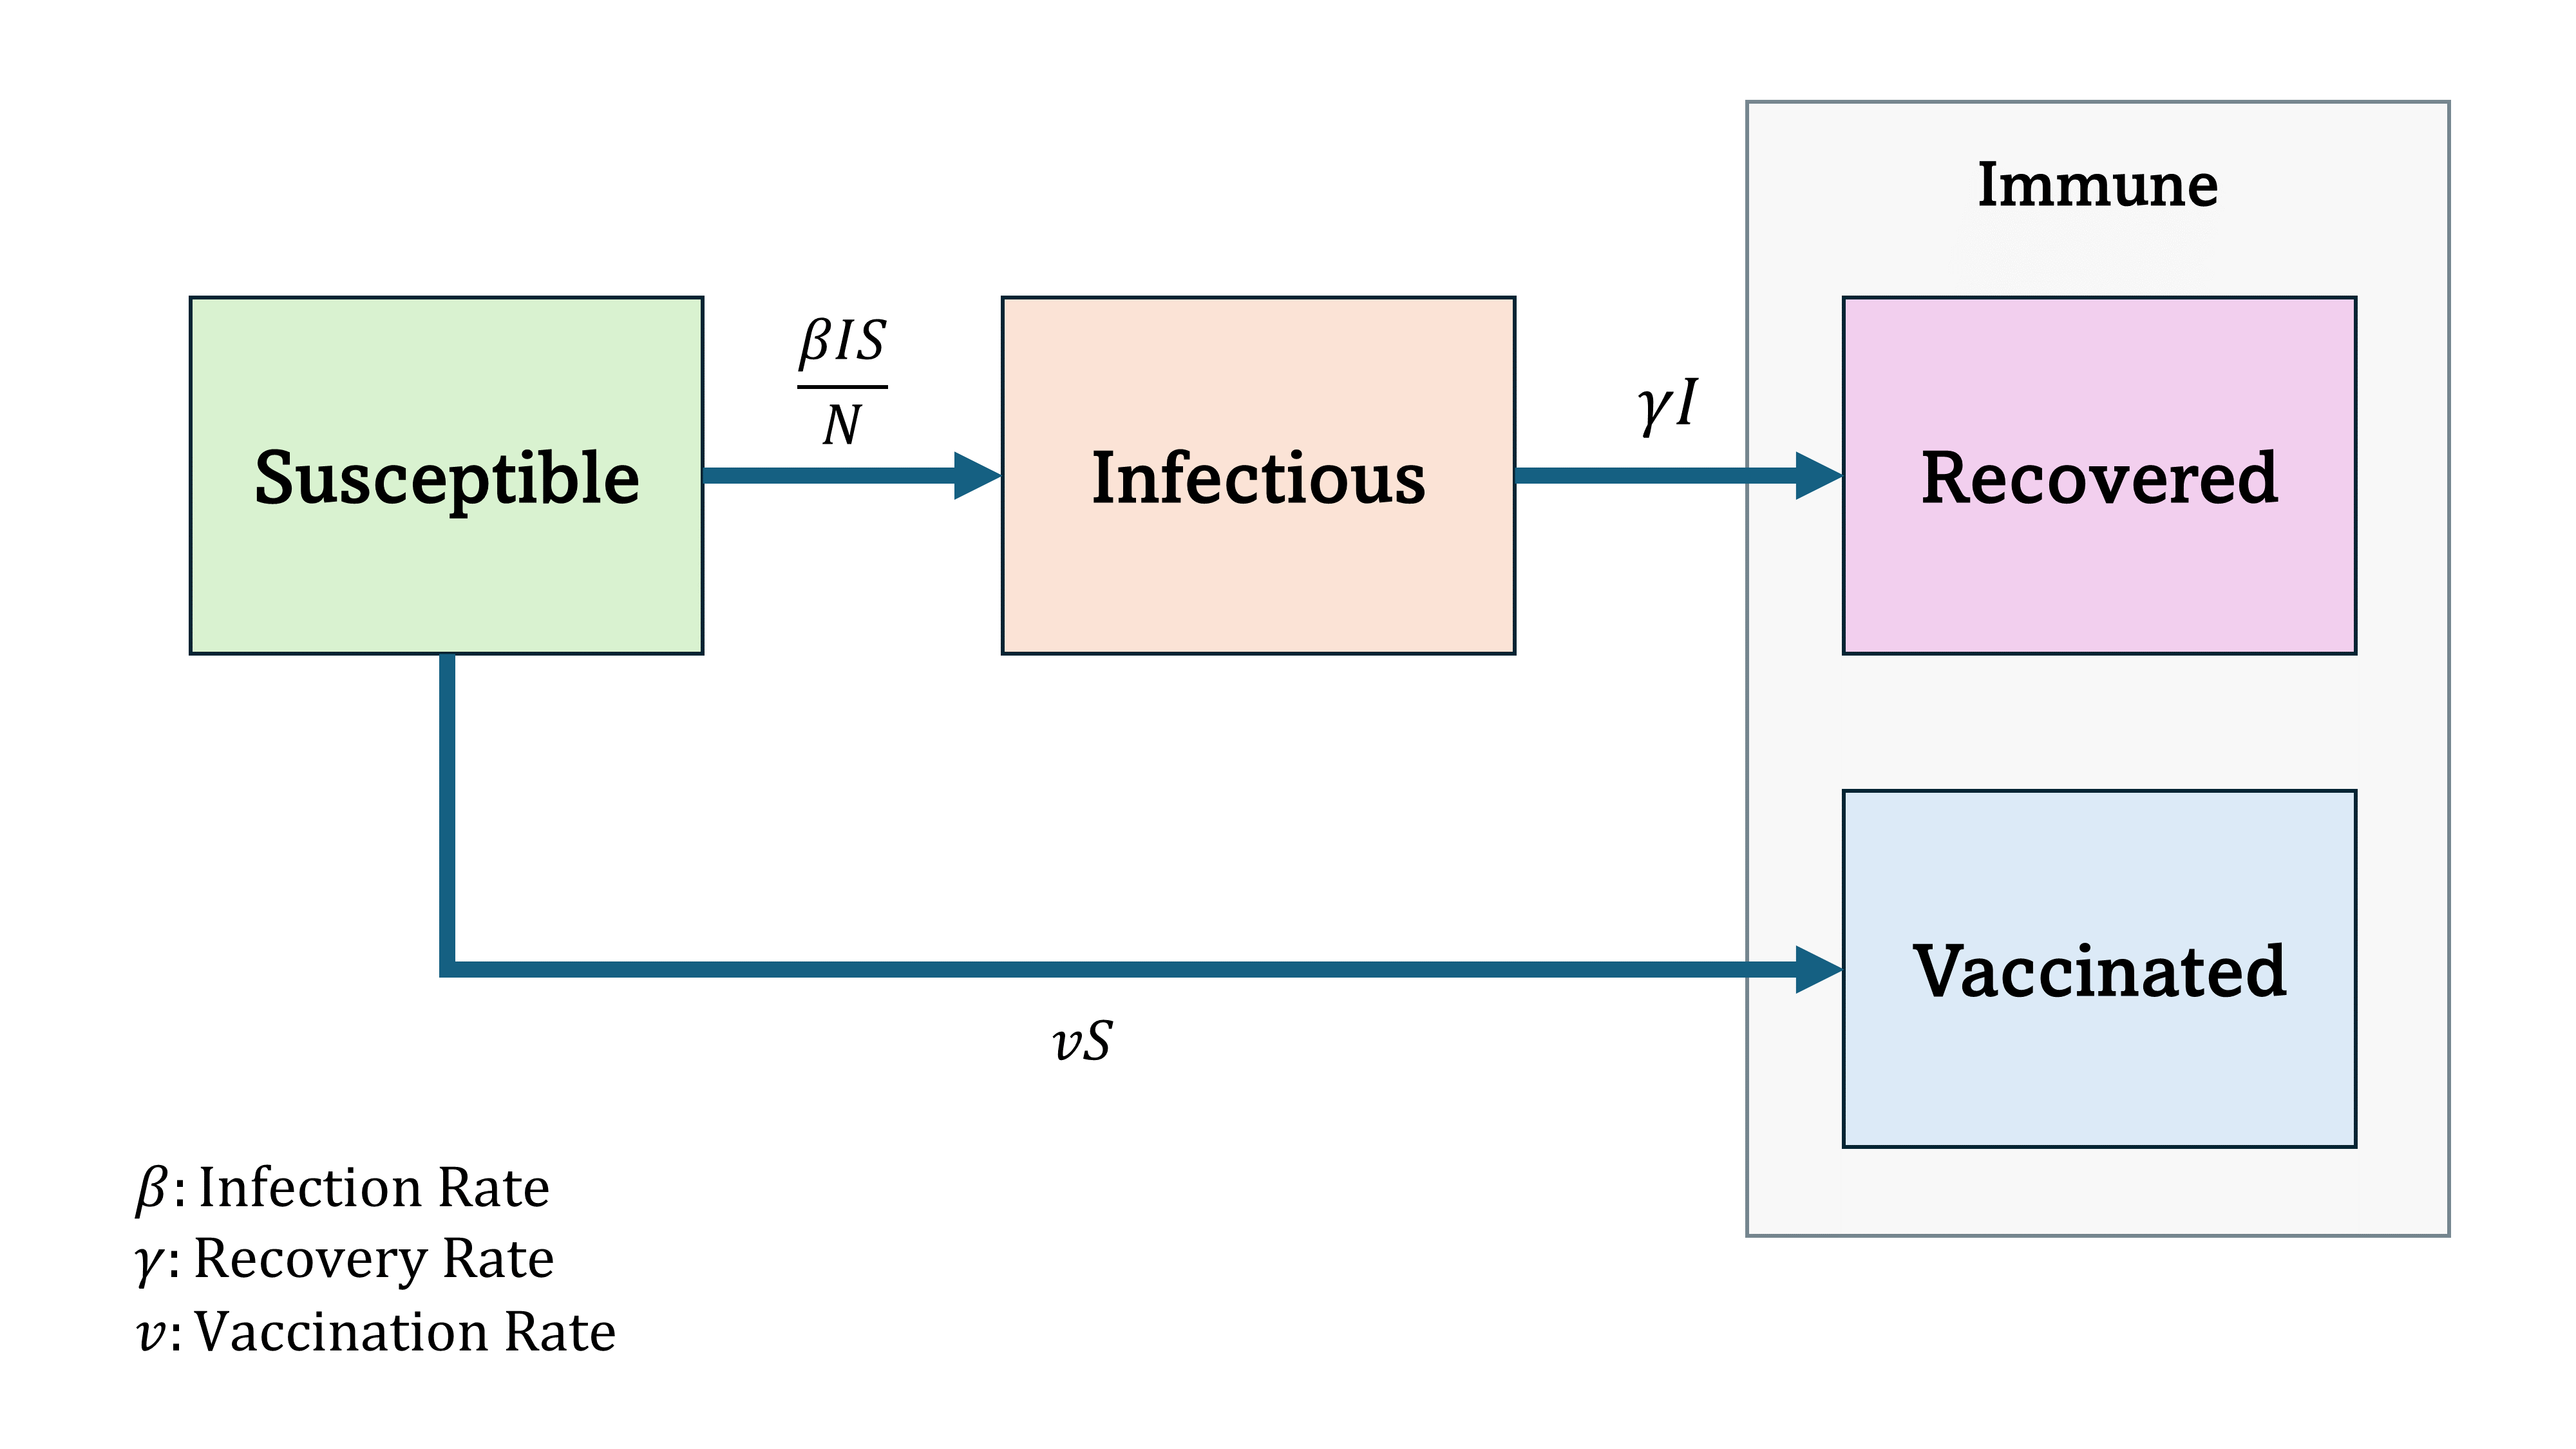 Immune
βIS
N
γI
Susceptible
Infectious
Recovered
Vaccinated
vS
β: Infection Rate
γ: Recovery Rate
v: Vaccination Rate